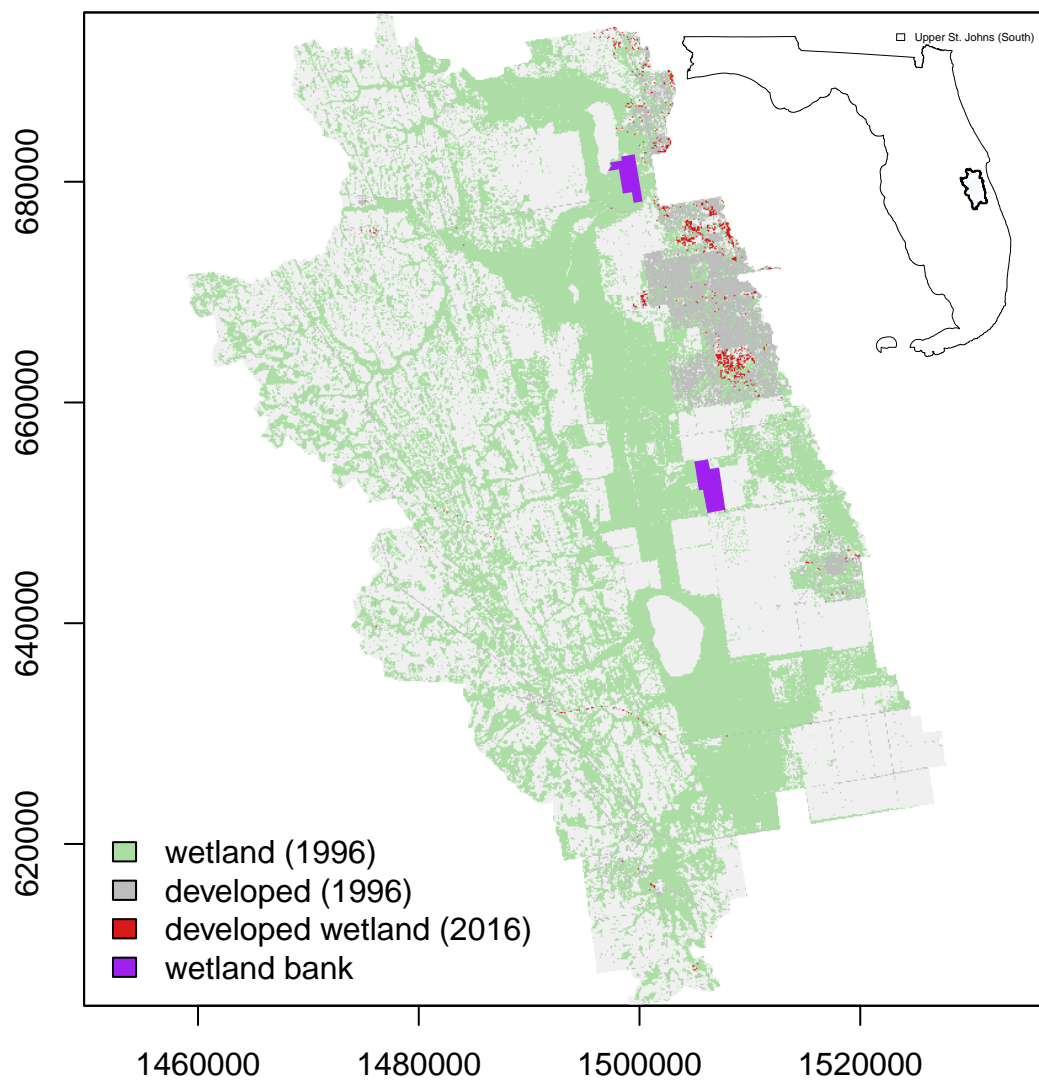 Upper St. Johns (South)
680000
660000
640000
620000
wetland (1996)
developed (1996)
developed wetland (2016)
wetland bank
1460000 1480000 1500000 1520000